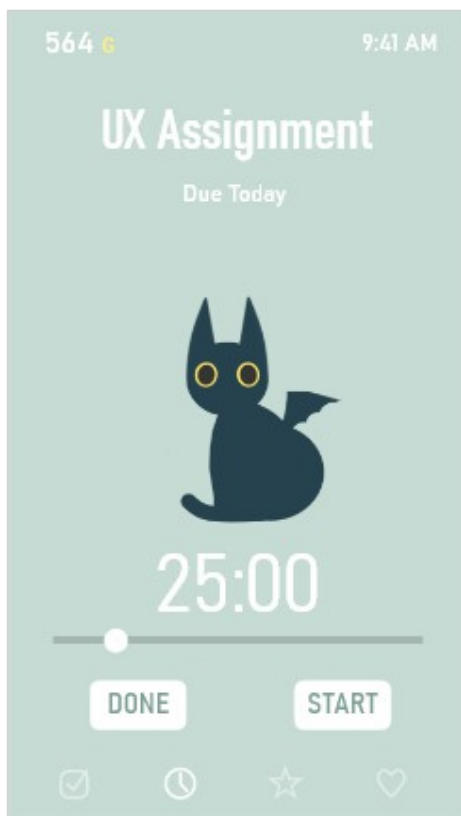 564 G
9:41 AM
UX Assignment
Due Today
25:00
DONE
START